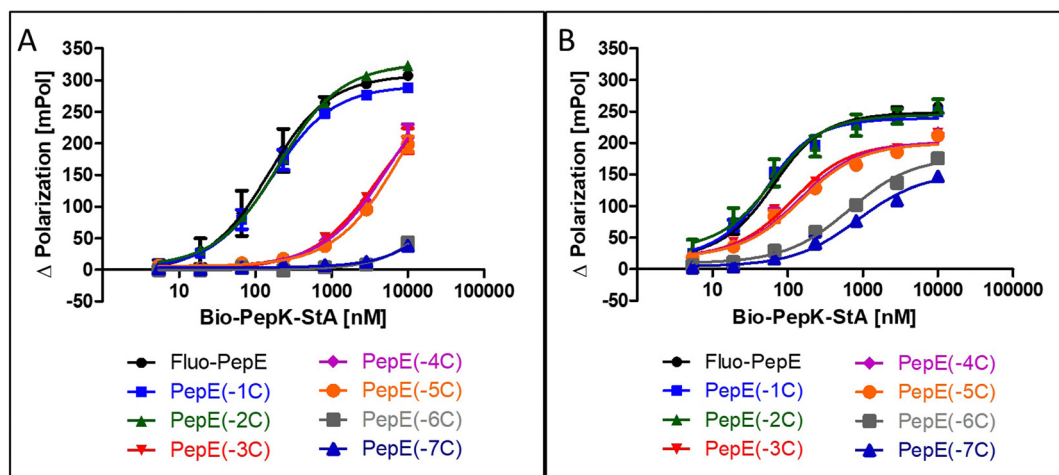 A
350
300
250
200
150
100
50
0
-50
Δ Polarization [mPol]
10 100 1000 10000 100000
Bio-PepK-StA [nM]
Fluo-PepE PepE(-4C)
PepE(-1C) PepE(-5C)
PepE(-2C) PepE(-6C)
PepE(-3C) PepE(-7C)
B
350
300
250
200
150
100
50
0
-50
Δ Polarization [mPol]
10 100 1000 10000 100000
Bio-PepK-StA [nM]
Fluo-PepE PepE(-4C)
PepE(-1C) PepE(-5C)
PepE(-2C) PepE(-6C)
PepE(-3C) PepE(-7C)